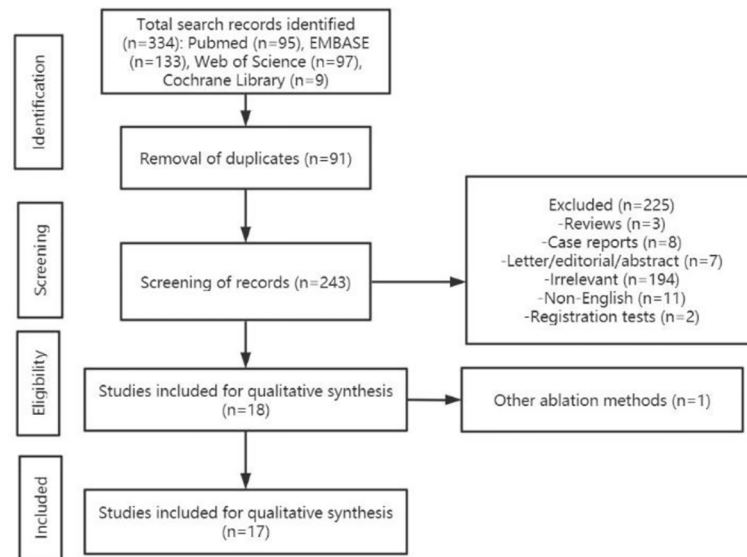 Identification
Total search records identified
(n=334): Pubmed (n=95), EMBASE
(n=133), Web of Science (n=97),
Cochrane Library (n=9)
Removal of duplicates (n=91)
Screening
Screening of records (n=243)
Excluded (n=225)
-Reviews (n=3)
-Case reports (n=8)
-Letter/editorial/abstract (n=7)
-Irrelevant (n=194)
-Non-English (n=11)
-Registration tests (n=2)
Eligibility
Studies included for qualitative synthesis
(n=18)
Other ablation methods (n=1)
Included
Studies included for qualitative synthesis
(n=17)